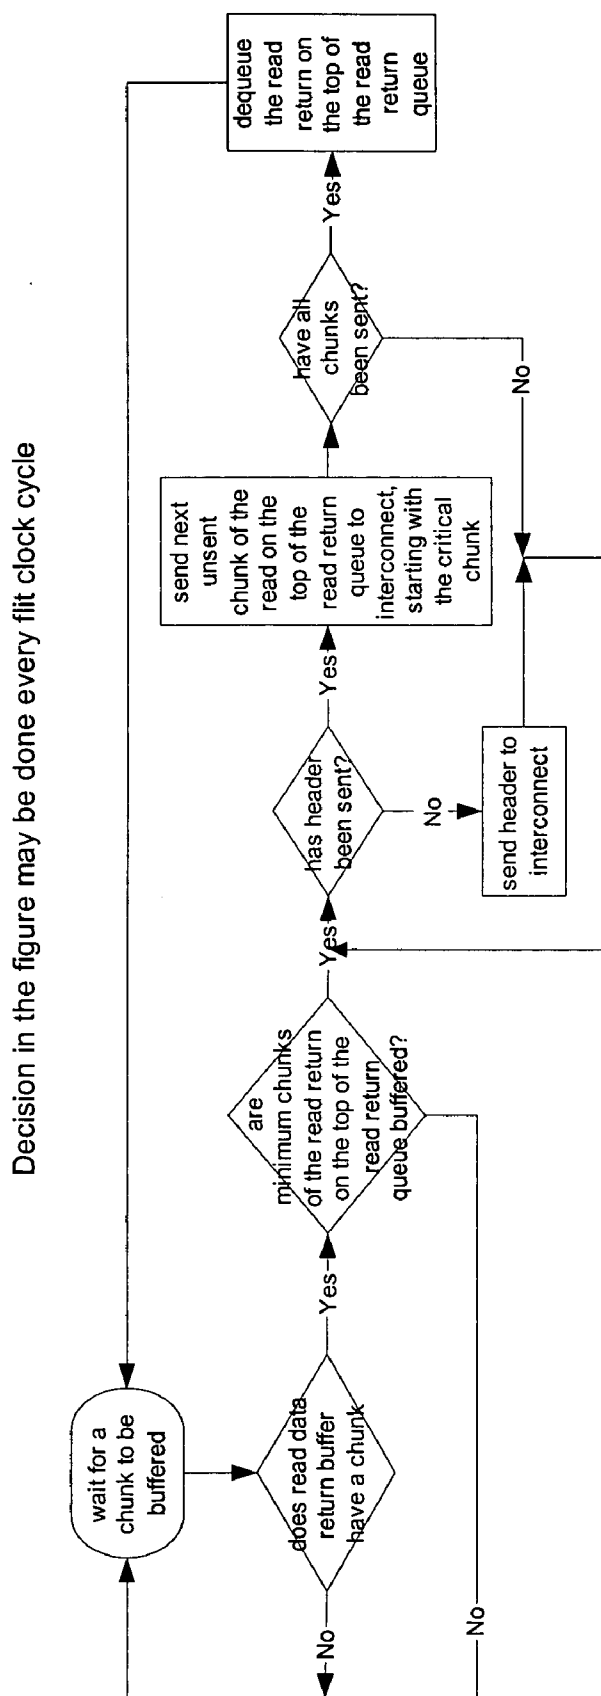 Decision in the figure may be done every flit clock cycle
wait for a
chunk to be
buffered
does read data
return buffer
have a chunk
No
Yes
are
minimum chunks
of the read return
on the top of the
read return
queue buffered?
No
Yes
has header
been sent?
No
send header to
interconnect
Yes
send next
unsent
chunk of the
read on the
top of the
read return
queue to
interconnect,
starting with
the critical
chunk
have all
chunks
been sent?
No
Yes
dequeue
the read
return on
the top of
the read
return
queue